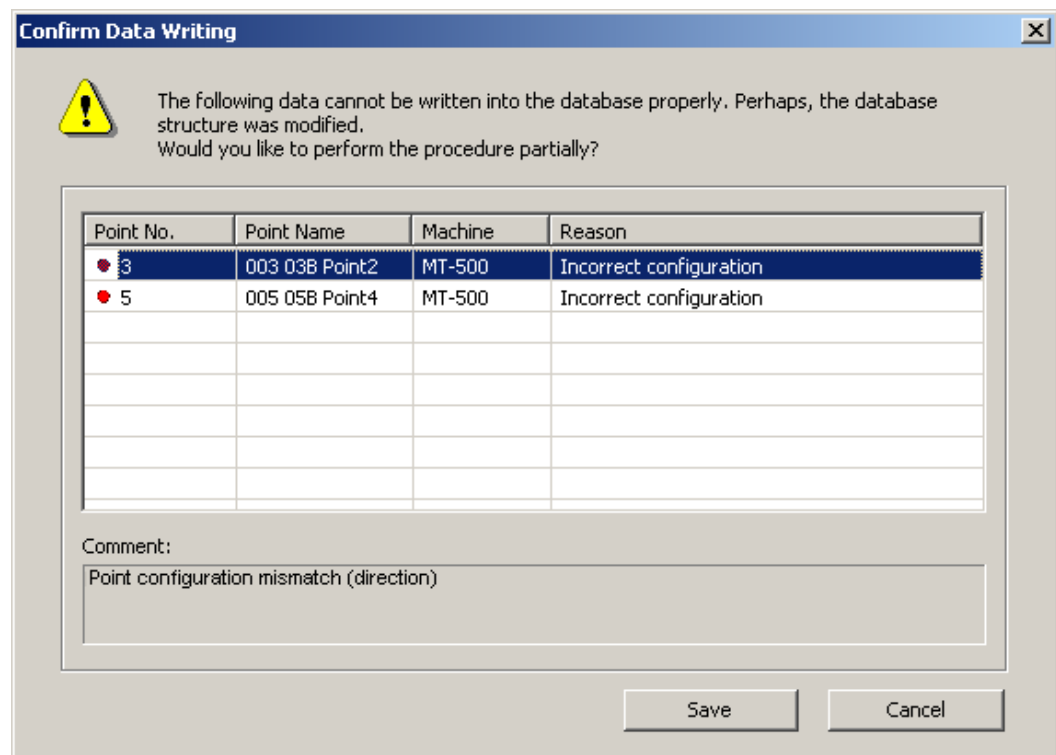 Confirm Data Writing
The following data cannot be written into the database properly. Perhaps, the database
structure was modified.
Would you like to perform the procedure partially?
Point No. Point Name Machine Reason
3 003 03B Point2 MT-500 Incorrect configuration
5 005 05B Point4 MT-500 Incorrect configuration
Comment:
Point configuration mismatch (direction)
Save Cancel